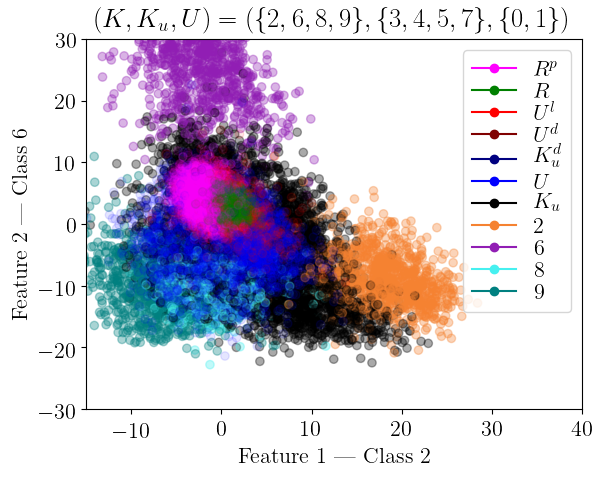 (K, K_u, U) = ({2, 6, 8, 9}, {3, 4, 5, 7}, {0, 1})
30
20
10
0
−10
−20
−30
Feature 2 — Class 6
−10
0
10
20
30
40
Feature 1 — Class 2
R^p
R
U^l
U^d
K_u^d
U
K_u
2
6
8
9